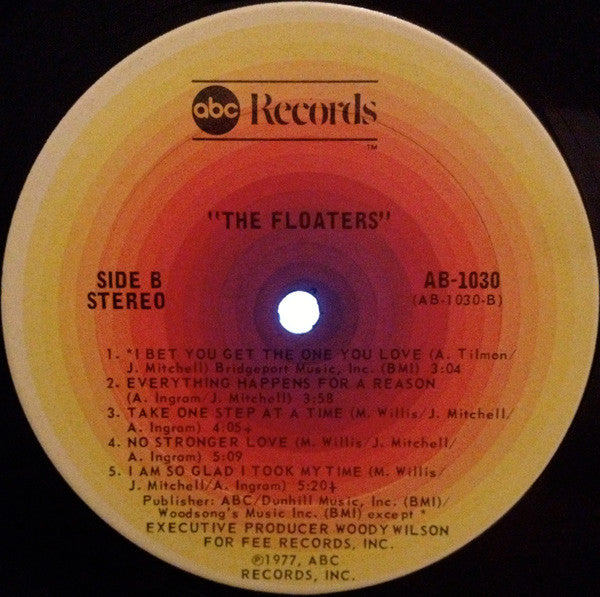 abc Records
™
"THE FLOATERS"
SIDE B
STEREO
AB-1030
(AB-1030-B)
1. *I BET YOU GET THE ONE YOU LOVE (A. Tilmon/
J. Mitchell) Bridgeport Music, Inc. (BMI) 3:04
2. EVERYTHING HAPPENS FOR A REASON
(A. Ingram/J. Mitchell) 3:58
3. TAKE ONE STEP AT A TIME (M. Willis/J. Mitchell/
A. Ingram) 4:05+
4. NO STRONGER LOVE (M. Willis/J. Mitchell/
A. Ingram) 5:09
5. I AM SO GLAD I TOOK MY TIME (M. Willis/
J. Mitchell/A. Ingram) 5:20+
Publisher: ABC/Dunhill Music, Inc. (BMI)/
Woodsong's Music Inc. (BMI) except *
EXECUTIVE PRODUCER WOODY WILSON
FOR FEE RECORDS, INC.
℗1977, ABC
RECORDS, INC.